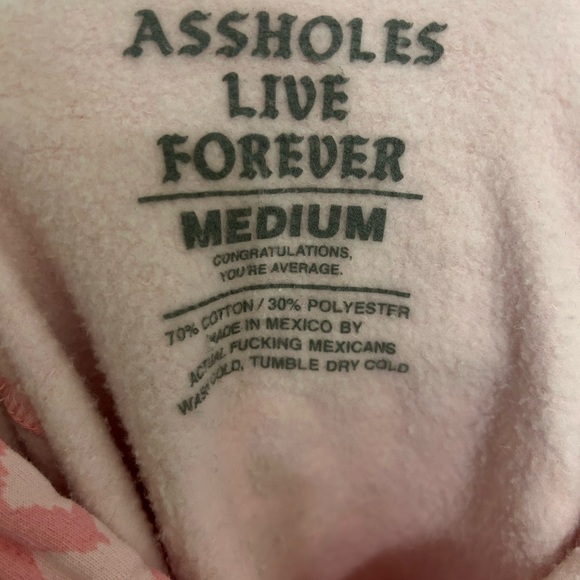 ASSHOLES
LIVE
FOREVER
MEDIUM
CONGRATULATIONS,
YOU'RE AVERAGE.
70% COTTON / 30% POLYESTER
MADE IN MEXICO BY
ACTUAL FUCKING MEXICANS
WASH COLD, TUMBLE DRY COLD